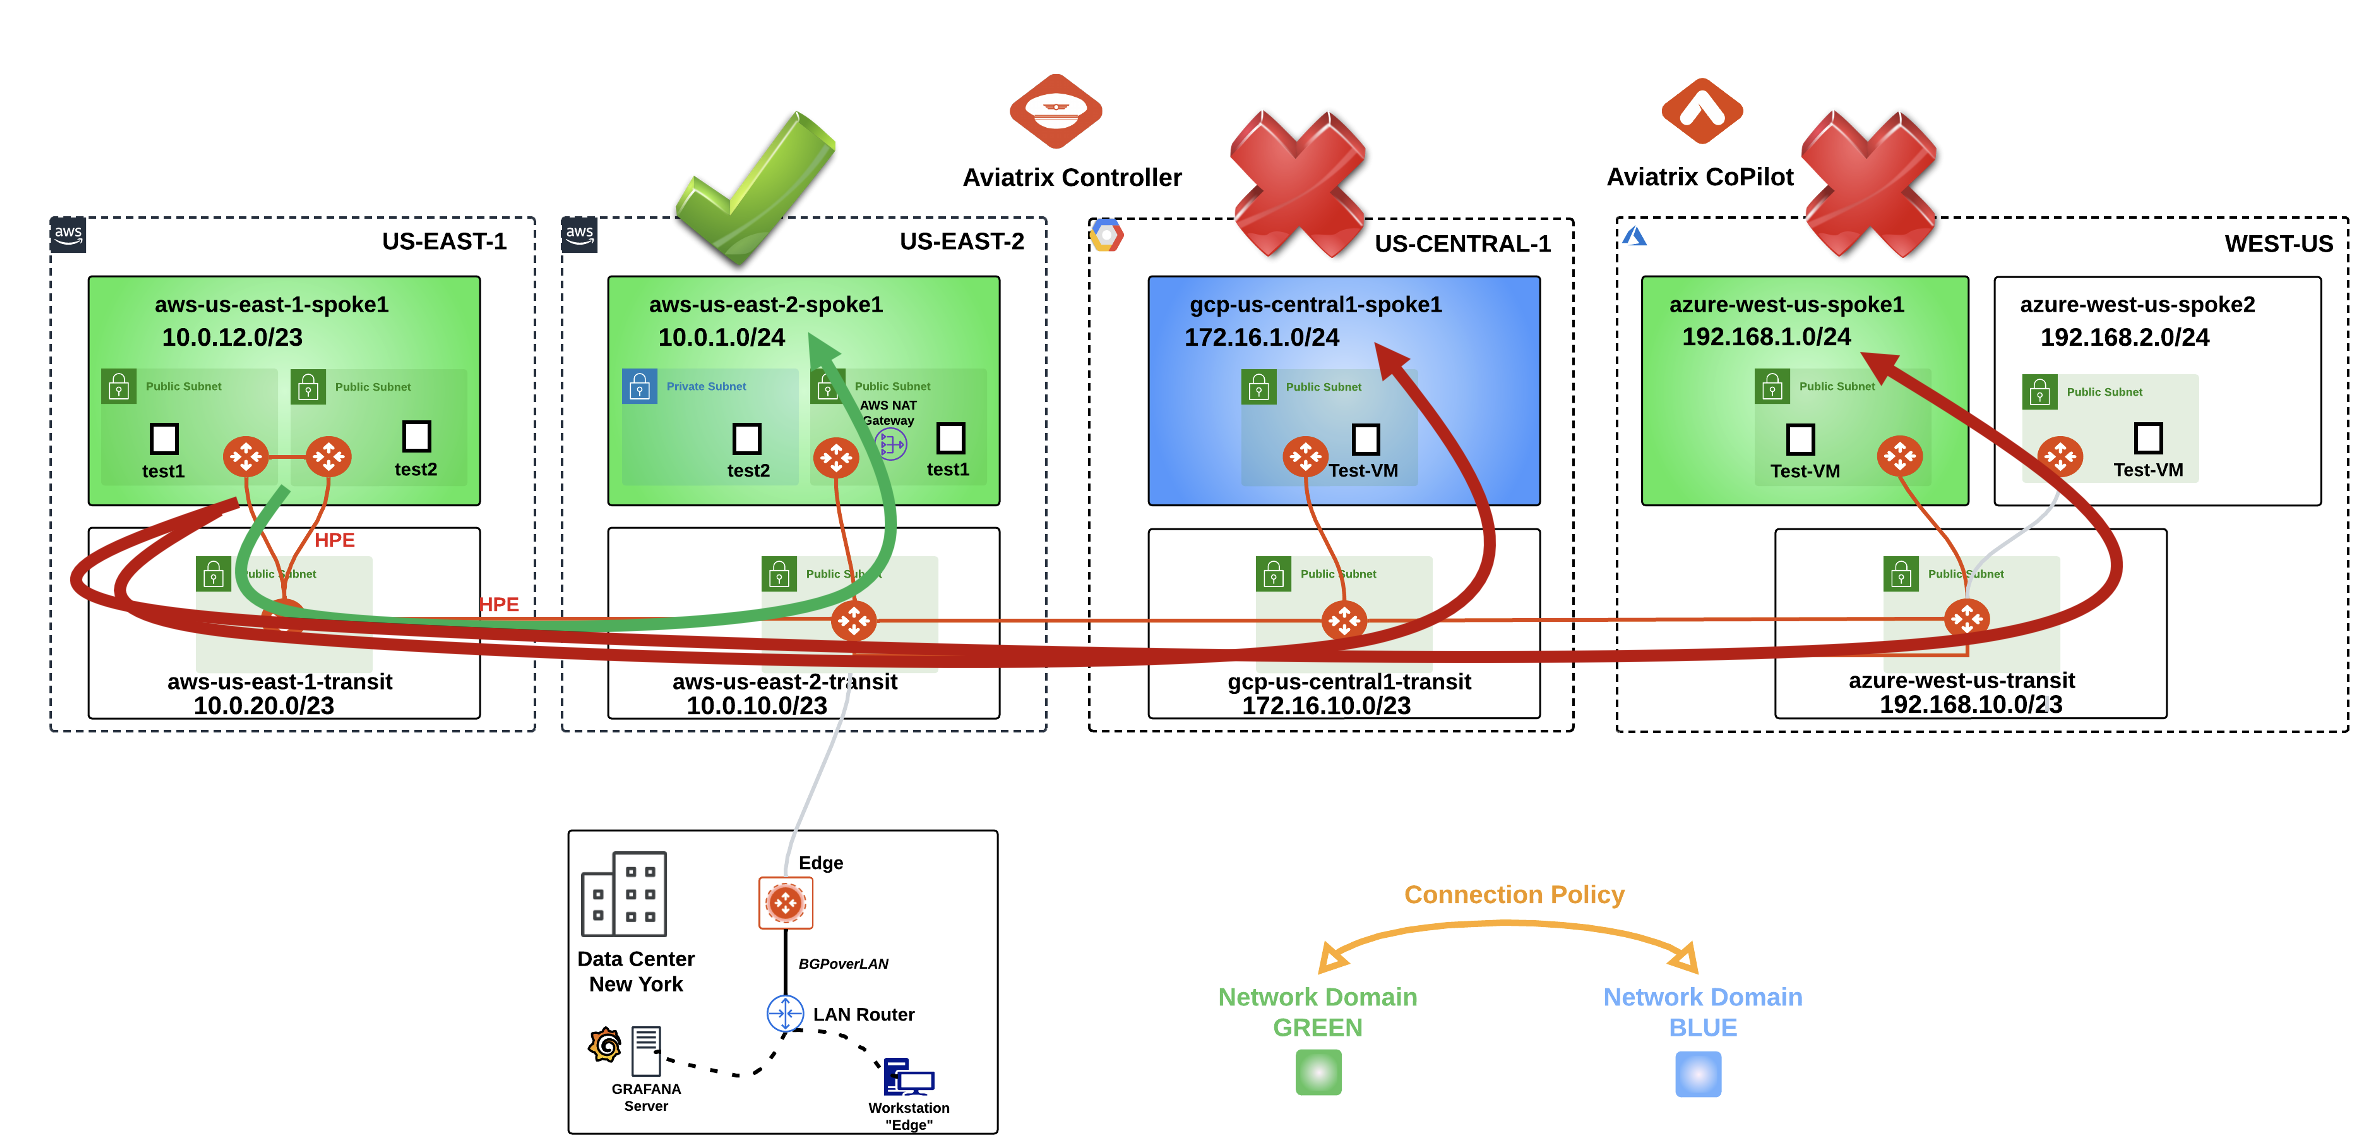 Aviatrix Controller
Aviatrix CoPilot
aws
US-EAST-1
aws-us-east-1-spoke1
10.0.12.0/23
Public Subnet
Public Subnet
test1
test2
HPE
Public Subnet
HPE
aws-us-east-1-transit
10.0.20.0/23
aws
US-EAST-2
aws-us-east-2-spoke1
10.0.1.0/24
Private Subnet
Public Subnet
AWS NAT
Gateway
test2
test1
Public Subnet
aws-us-east-2-transit
10.0.10.0/23
US-CENTRAL-1
gcp-us-central1-spoke1
172.16.1.0/24
Public Subnet
Test-VM
Public Subnet
gcp-us-central1-transit
172.16.10.0/23
WEST-US
azure-west-us-spoke1
192.168.1.0/24
Public Subnet
Test-VM
azure-west-us-spoke2
192.168.2.0/24
Public Subnet
Test-VM
Public Subnet
azure-west-us-transit
192.168.10.0/23
Edge
Data Center
New York
BGPoverLAN
LAN Router
GRAFANA
Server
Workstation
"Edge"
Connection Policy
Network Domain
GREEN
Network Domain
BLUE